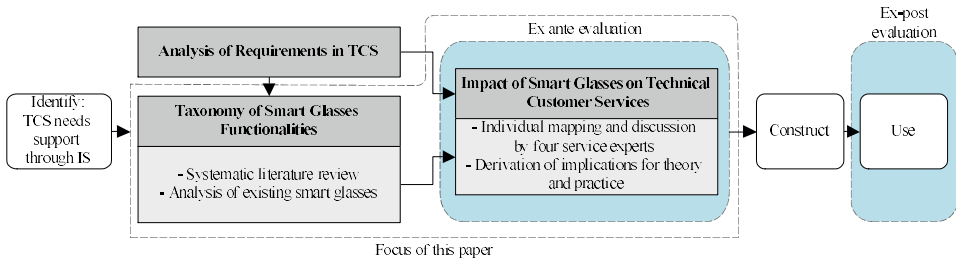 Identify:
TCS needs
support
through IS
Analysis of Requirements in TCS
Taxonomy of Smart Glasses
Functionalities
- Systematic literature review
- Analysis of existing smart glasses
Ex ante evaluation
Impact of Smart Glasses on Technical
Customer Services
- Individual mapping and discussion
by four service experts
- Derivation of implications for theory
and practice
Construct
Ex-post
evaluation
Use
Focus of this paper